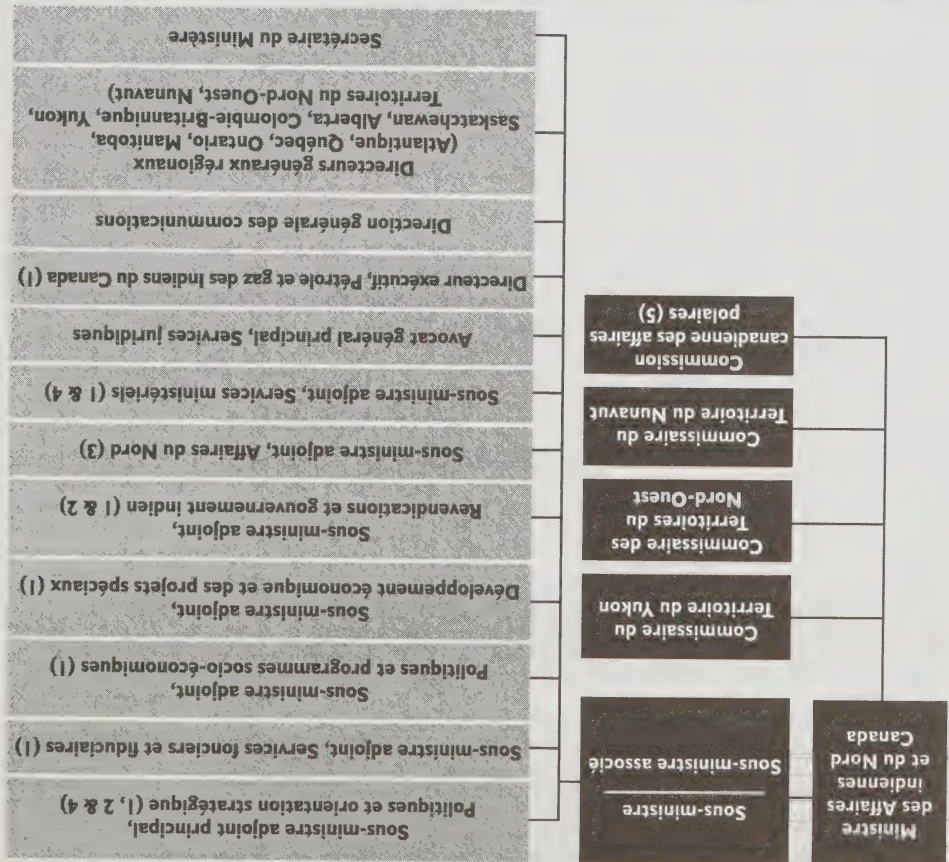 Ministre
des Affaires
indiennes
et du Nord
Canada
Sous-ministre
Sous-ministre associé
Commissaire du
Territoire du Yukon
Commissaire des
Territoires du
Nord-Ouest
Commissaire du
Territoire du Nunavut
Commission
canadienne des affaires
polaires (5)
Sous-ministre adjoint principal,
Politiques et orientation stratégique (1, 2 & 4)
Sous-ministre adjoint, Services fonciers et fiduciaires (1)
Sous-ministre adjoint,
Politiques et programmes socio-économiques (1)
Sous-ministre adjoint,
Développement économique et des projets spéciaux (1)
Sous-ministre adjoint,
Revendications et gouvernement indien (1 & 2)
Sous-ministre adjoint, Affaires du Nord (3)
Sous-ministre adjoint, Services ministériels (1 & 4)
Avocat général principal, Services juridiques
Directeur exécutif, Pétrole et gaz des Indiens du Canada (1)
Direction générale des communications
Directeurs généraux régionaux
(Atlantique, Québec, Ontario, Manitoba,
Saskatchewan, Alberta, Colombie-Britannique, Yukon,
Territoires du Nord-Ouest, Nunavut)
Secrétaire du Ministère